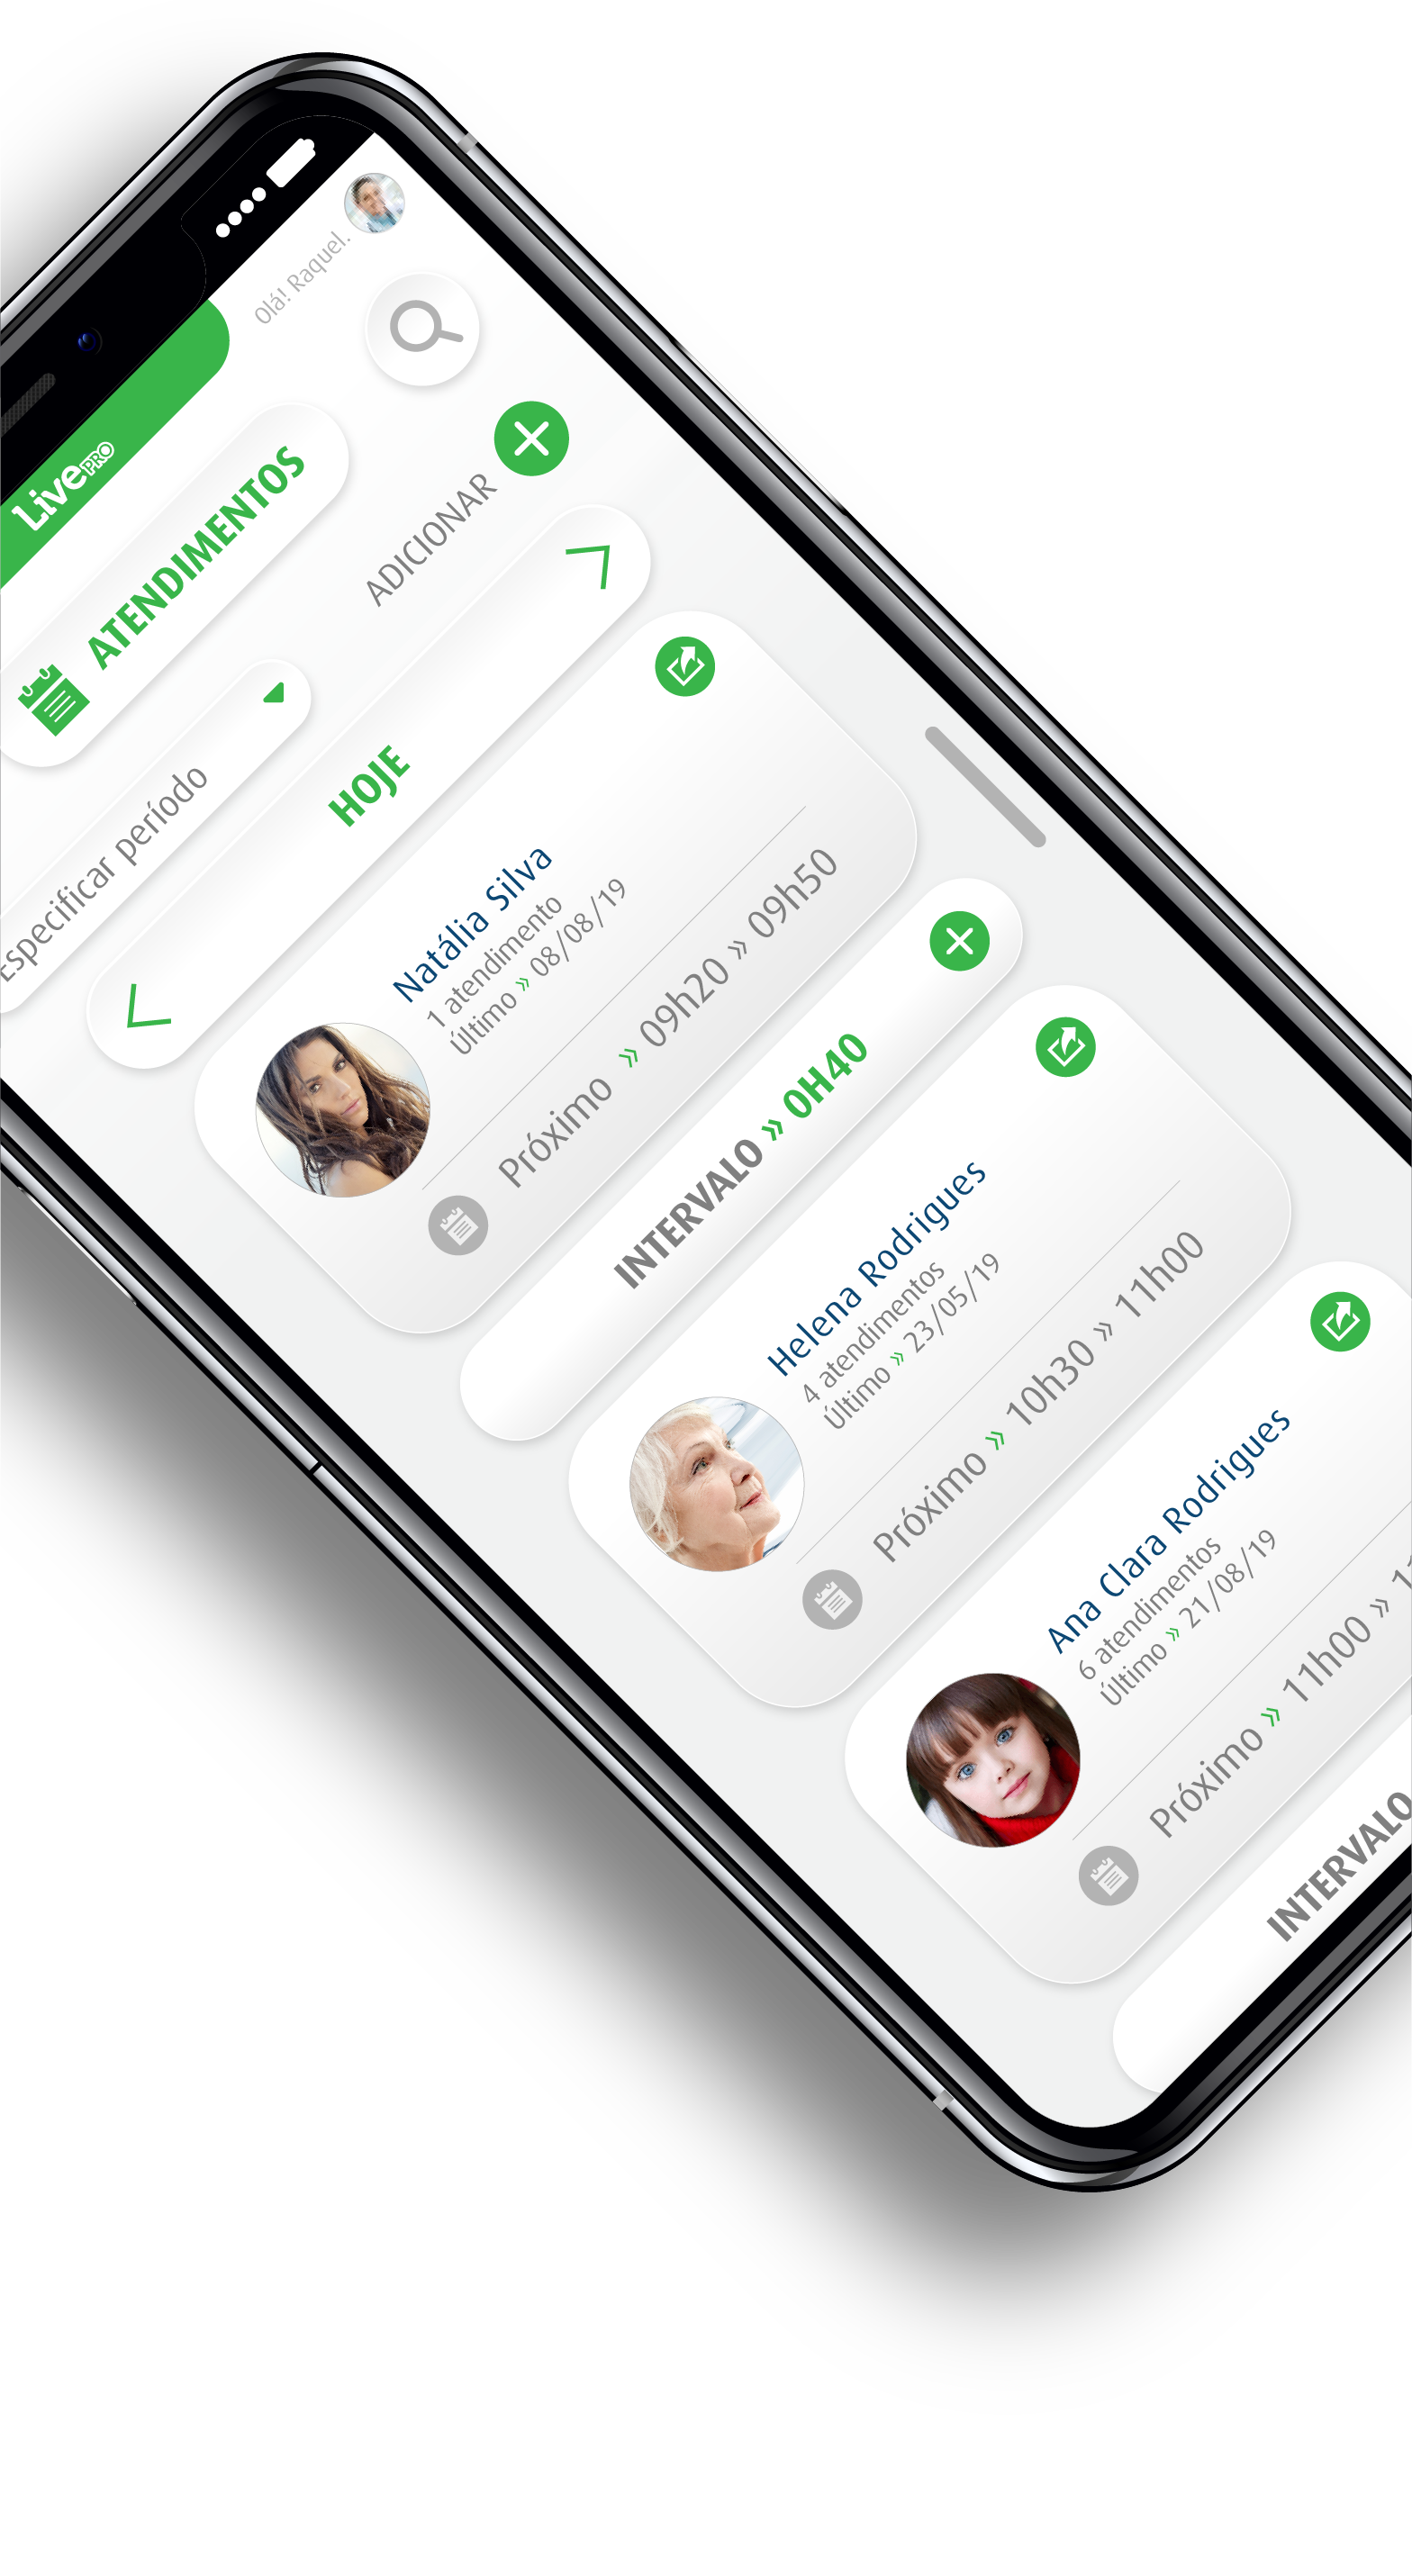 Olá! Raquel.
Live PRO
ATENDIMENTOS
ADICIONAR
Especificar período
HOJE
Natália Silva
1 atendimento
Último » 08/08/19
Próximo » 09h20 » 09h50
INTERVALO » 0H40
Helena Rodrigues
4 atendimentos
Último » 23/05/19
Próximo » 10h30 » 11h00
Ana Clara Rodrigues
6 atendimentos
Último » 21/08/19
Próximo » 11h00 »
INTERVALO